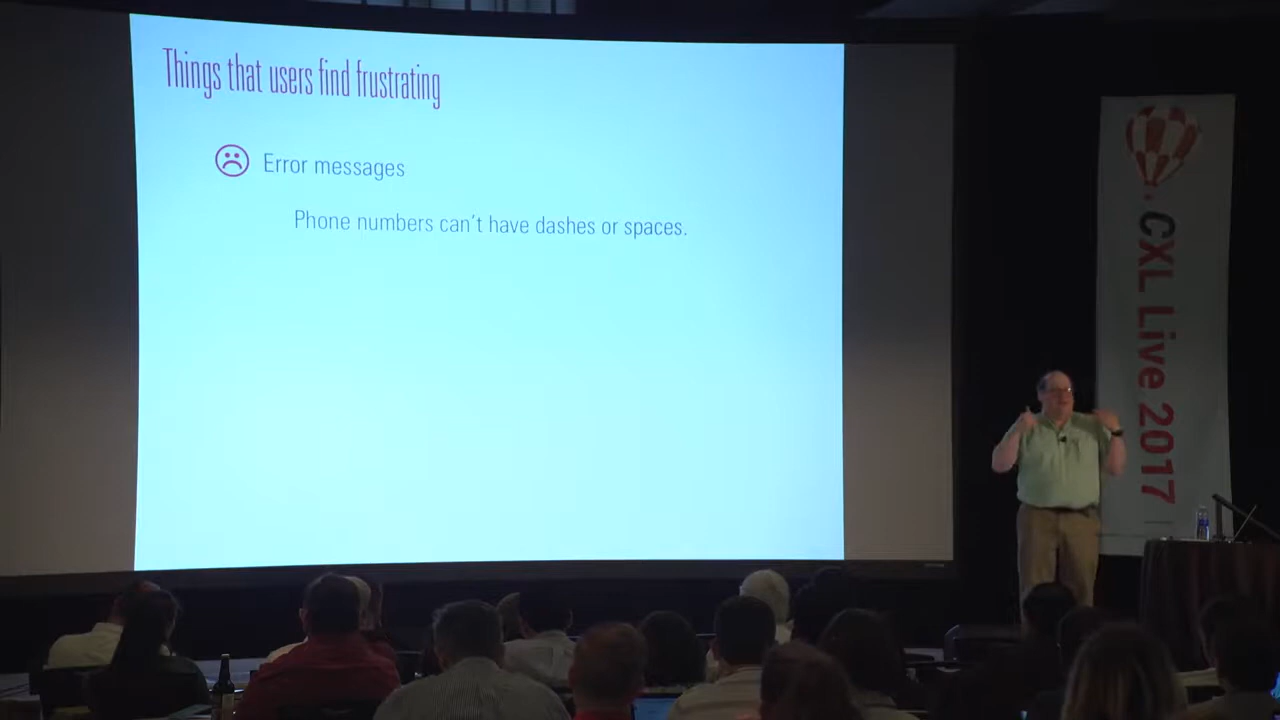 Things that users find frustrating
Error messages
Phone numbers can't have dashes or spaces.
CXL Live 2017